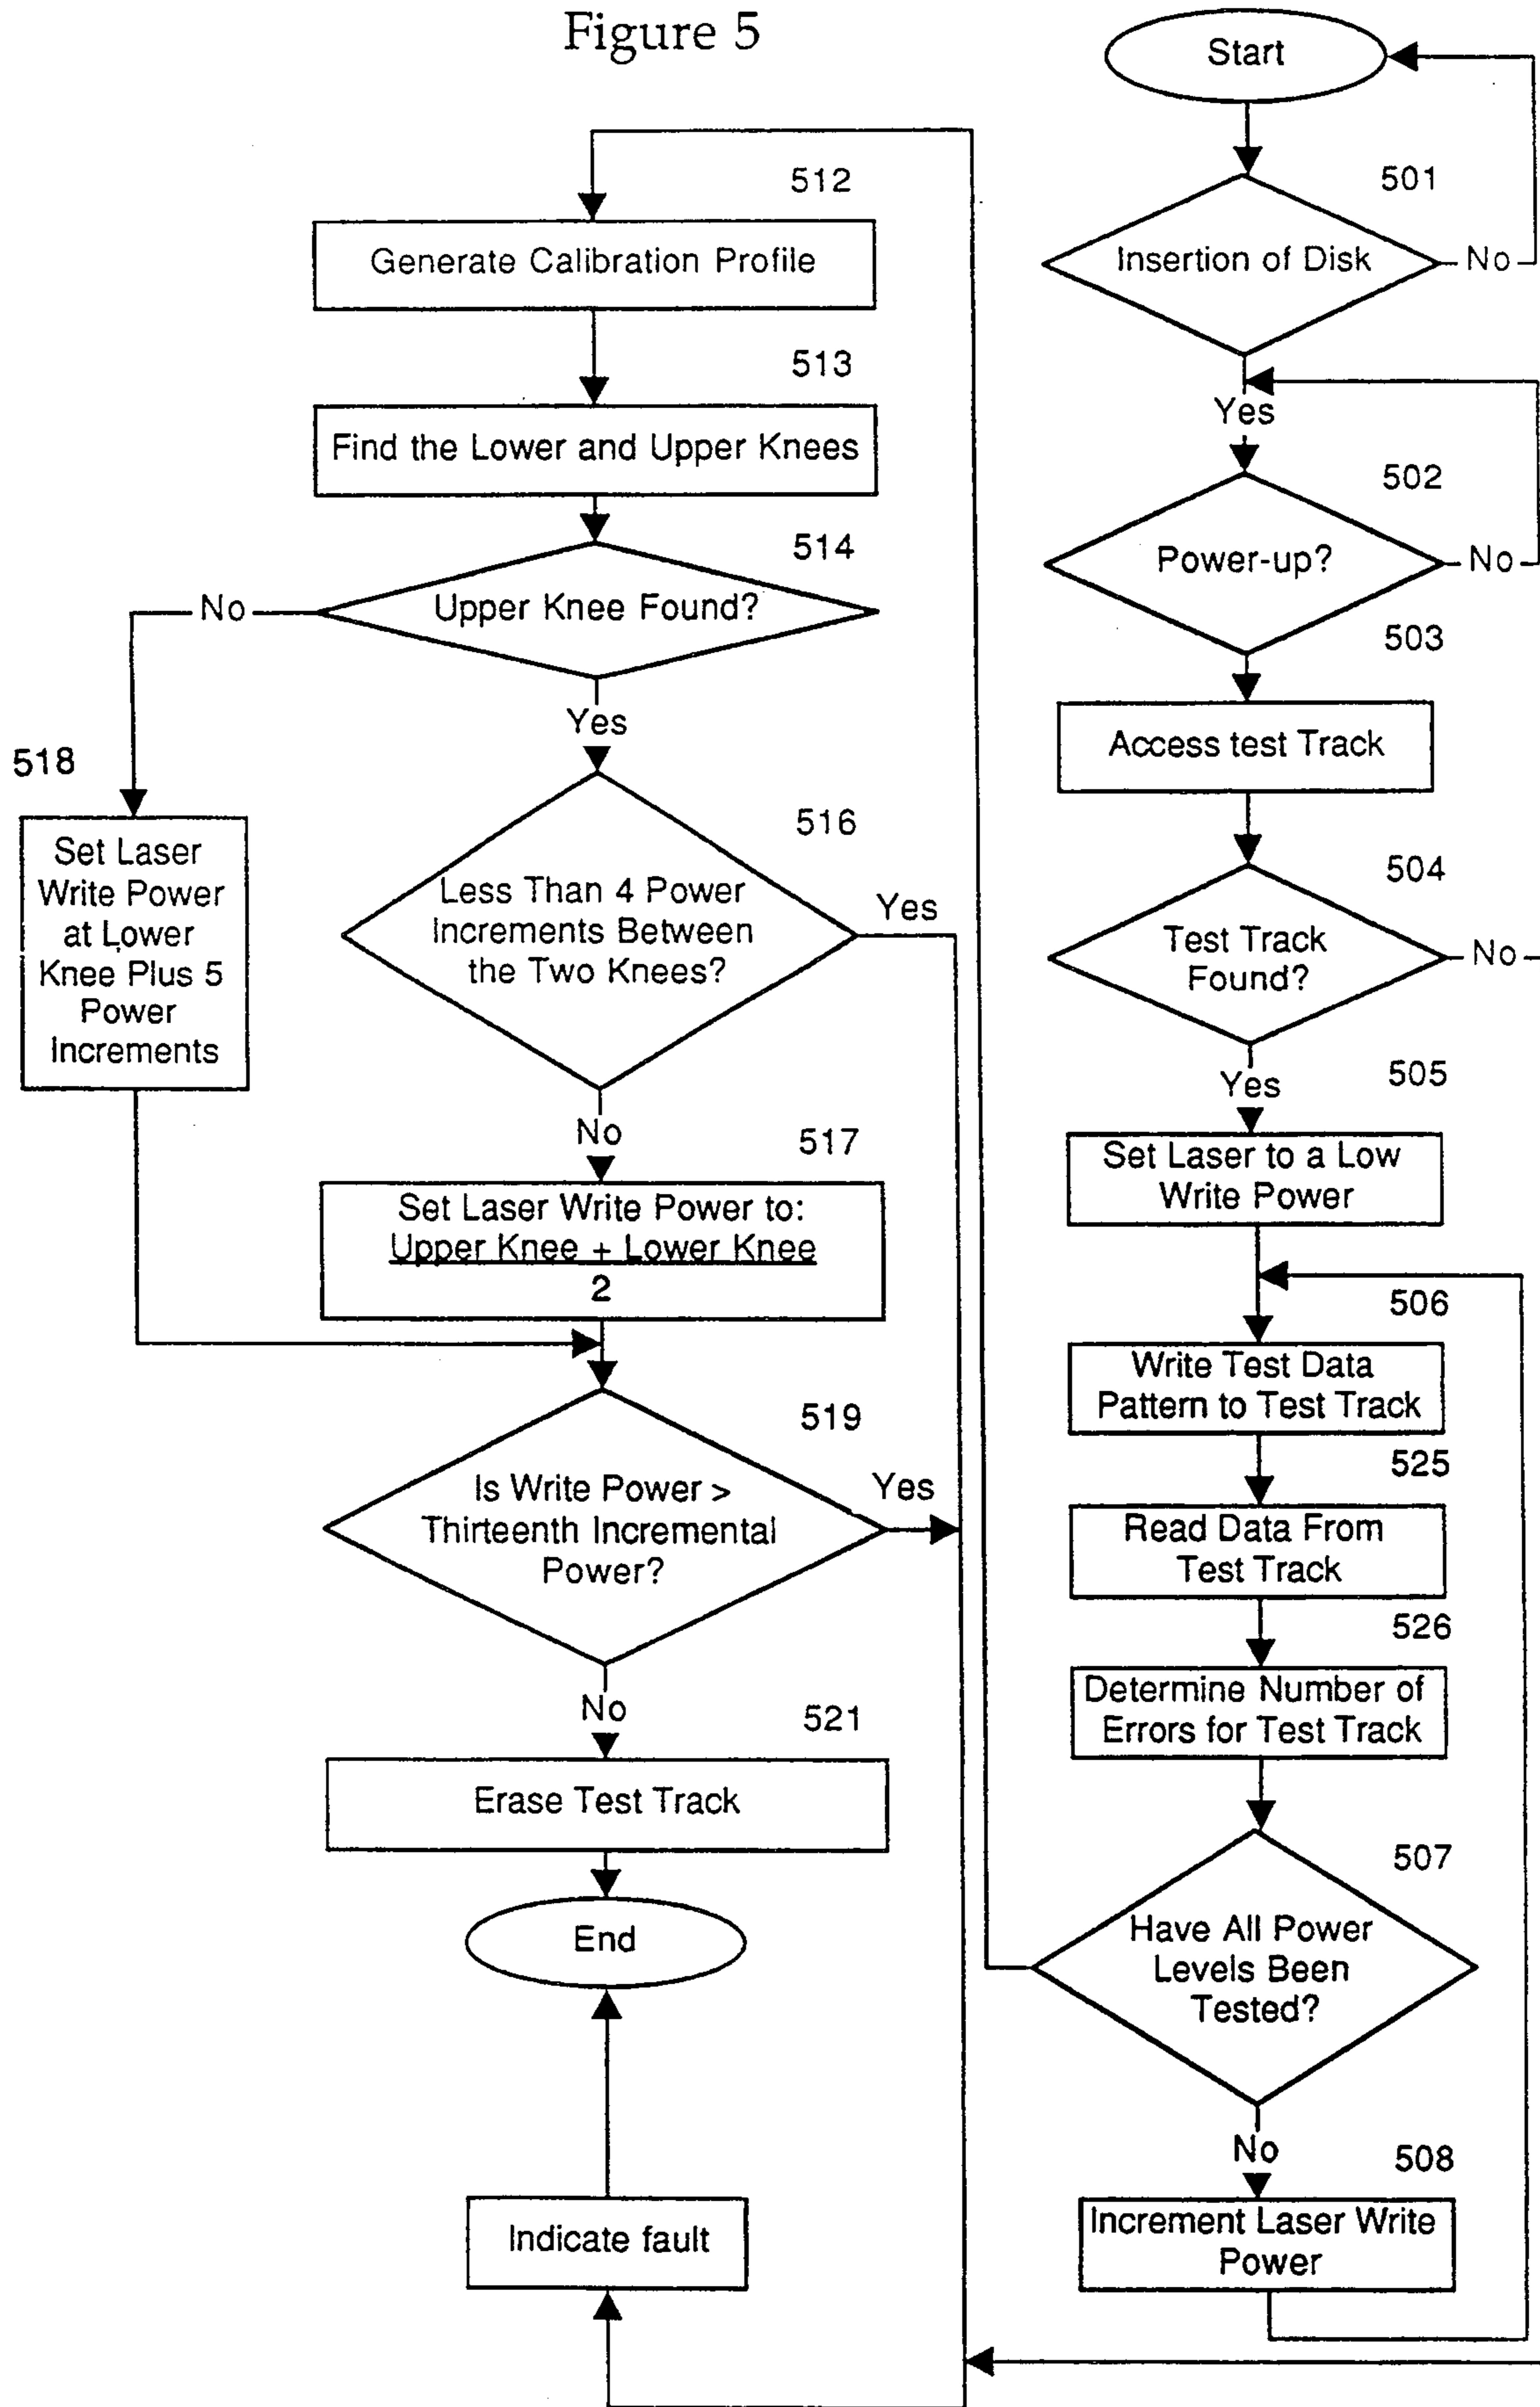 Figure 5
Start
501
Insertion of Disk
No
Yes
502
Power-up?
No
503
Access test Track
504
Test Track
Found?
No
Yes
505
Set Laser to a Low
Write Power
506
Write Test Data
Pattern to Test Track
525
Read Data From
Test Track
526
Determine Number of
Errors for Test Track
507
Have All Power
Levels Been
Tested?
No
508
Increment Laser Write
Power
512
Generate Calibration Profile
513
Find the Lower and Upper Knees
514
Upper Knee Found?
No
Yes
518
Set Laser
Write Power
at Lower
Knee Plus 5
Power
Increments
516
Less Than 4 Power
Increments Between
the Two Knees?
Yes
No
517
Set Laser Write Power to:
Upper Knee + Lower Knee
2
519
Is Write Power >
Thirteenth Incremental
Power?
Yes
No
521
Erase Test Track
End
Indicate fault